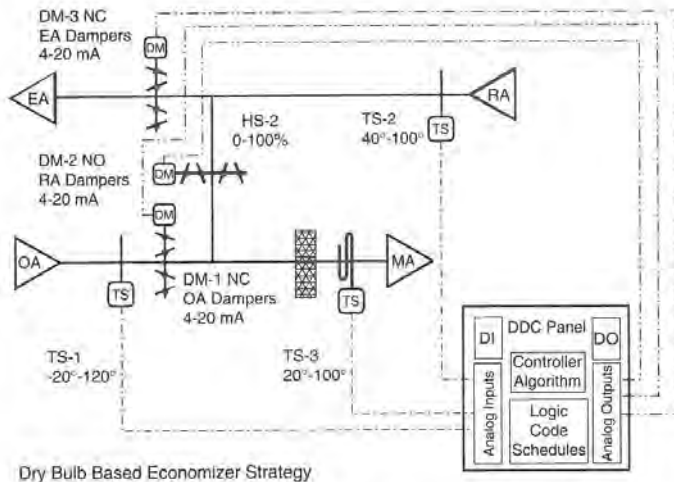 DM-3 NC
EA Dampers
4-20 mA
DM
EA
RA
HS-2
0-100%
TS-2
40°-100°
TS
DM-2 NO
RA Dampers
4-20 mA
DM
DM
OA
MA
TS
DM-1 NC
OA Dampers
4-20 mA
TS
TS-1
-20°-120°
TS-3
20°-100°
DI
DDC Panel
DO
Controller
Algorithm
Analog Inputs
Logic
Code
Schedules
Analog Outputs
Dry Bulb Based Economizer Strategy